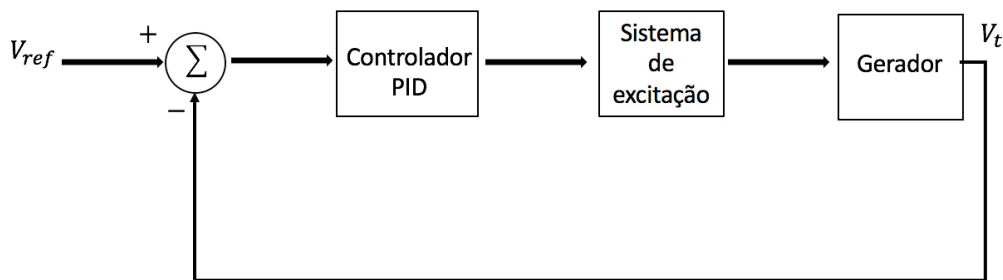 V_ref
+
∑
−
Controlador
PID
Sistema
de
excitação
Gerador
V_t